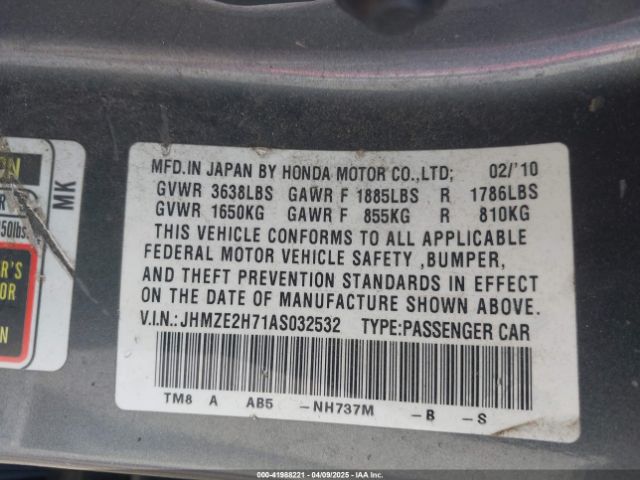 MFD.IN JAPAN BY HONDA MOTOR CO.,LTD; 02/'10
GVWR 3638LBS GAWR F 1885LBS R 1786LBS
GVWR 1650KG GAWR F 855KG R 810KG
THIS VEHICLE CONFORMS TO ALL APPLICABLE
FEDERAL MOTOR VEHICLE SAFETY ,BUMPER,
AND THEFT PREVENTION STANDARDS IN EFFECT
ON THE DATE OF MANUFACTURE SHOWN ABOVE.
V.I.N.:JHMZE2H71AS032532 TYPE:PASSENGER CAR
TM8 A AB5 -NH737M -B -S
MK
50lbs
000-41988221 - 04/09/2025 - IAAI.COM